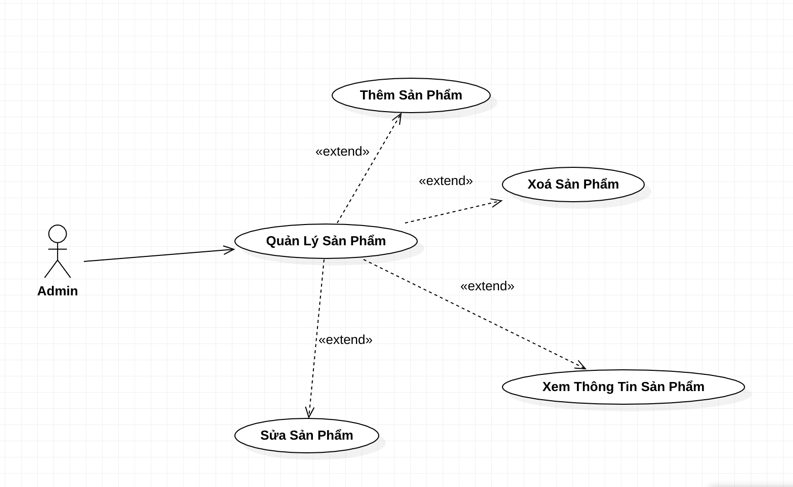 Thêm Sản Phẩm
«extend»
«extend»
Xoá Sản Phẩm
Quản Lý Sản Phẩm
Admin
«extend»
«extend»
Xem Thông Tin Sản Phẩm
Sửa Sản Phẩm